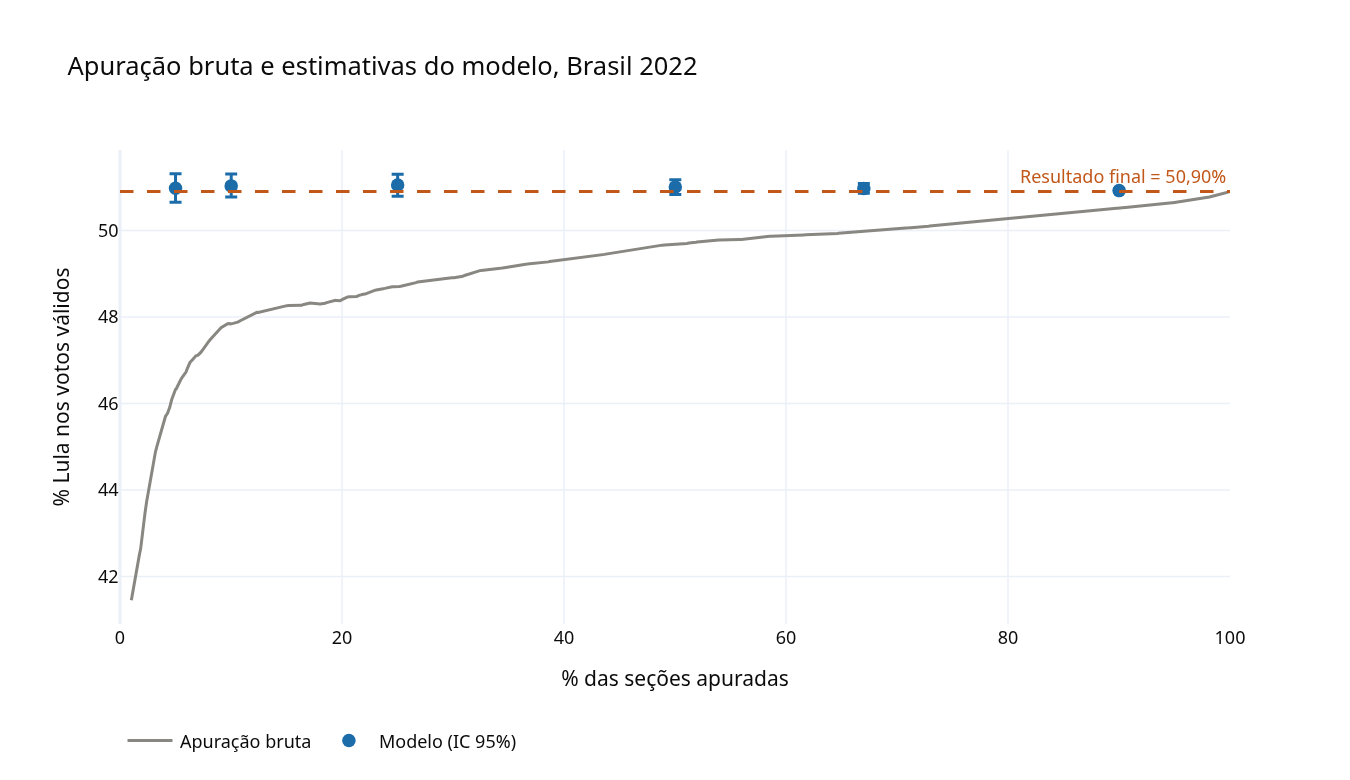 Apuração bruta e estimativas do modelo, Brasil 2022
Resultado final = 50,90%
50
48
46
44
42
% Lula nos votos válidos
0 20 40 60 80 100
% das seções apuradas
Apuração bruta Modelo (IC 95%)